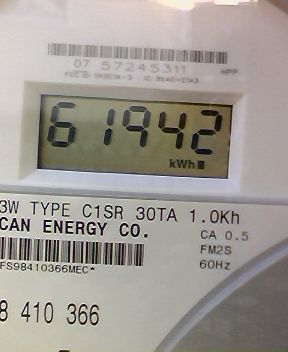 07 57245311
HPP
61942
kWh
3W TYPE C1SR 30TA 1.0Kh
CAN ENERGY CO.
CA 0.5
FM2S
60Hz
FS98410366MEC*
8 410 366